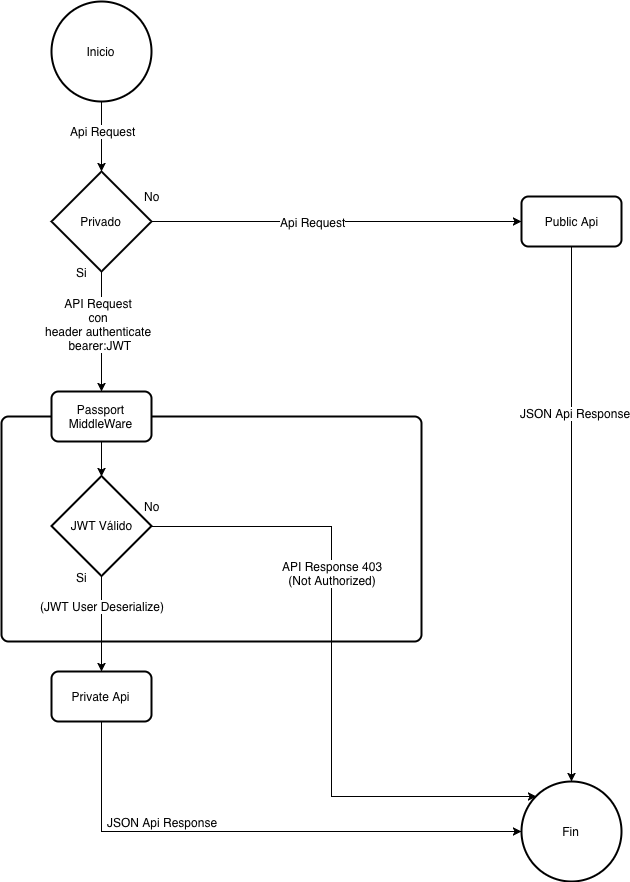 Inicio
Api Request
No
Privado
Api Request
Public Api
Si
API Request
con
header authenticate
bearer:JWT
Passport
MiddleWare
JSON Api Response
No
JWT Válido
API Response 403
(Not Authorized)
Si
(JWT User Deserialize)
Private Api
JSON Api Response
Fin